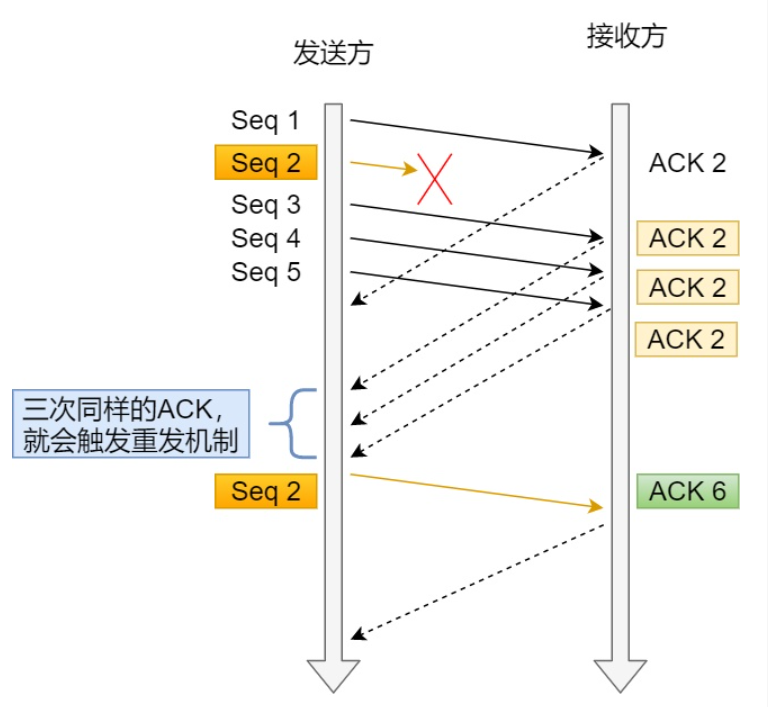 发送方
接收方
Seq 1
Seq 2
ACK 2
Seq 3
Seq 4
ACK 2
Seq 5
ACK 2
ACK 2
三次同样的ACK，
就会触发重发机制
Seq 2
ACK 6